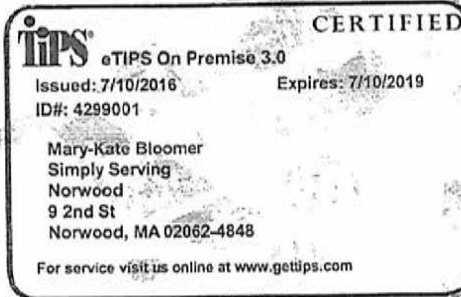 CERTIFIED
TiPS® eTIPS On Premise 3.0
Issued: 7/10/2016 Expires: 7/10/2019
ID#: 4299001
Mary-Kate Bloomer
Simply Serving
Norwood
9 2nd St
Norwood, MA 02062-4848
For service visit us online at www.gettips.com